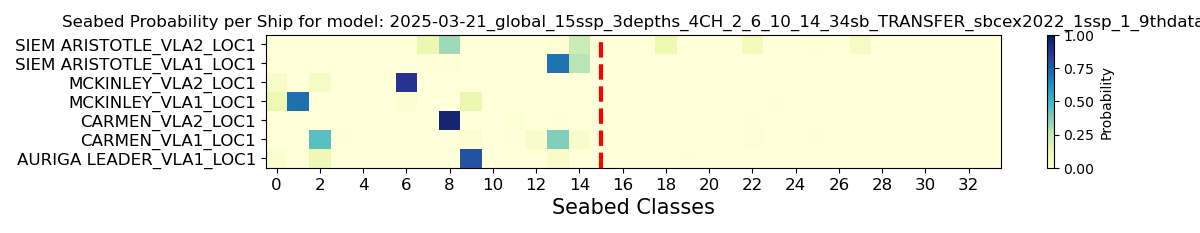 Seabed Probability per Ship for model: 2025-03-21_global_15ssp_3depths_4CH_2_6_10_14_34sb_TRANSFER_sbcex2022_1ssp_1_9thdata
SIEM ARISTOTLE_VLA2_LOC1
SIEM ARISTOTLE_VLA1_LOC1
MCKINLEY_VLA2_LOC1
MCKINLEY_VLA1_LOC1
CARMEN_VLA2_LOC1
CARMEN_VLA1_LOC1
AURIGA LEADER_VLA1_LOC1
0 2 4 6 8 10 12 14 16 18 20 22 24 26 28 30 32
Seabed Classes
1.00
0.75
0.50
0.25
0.00
Probability